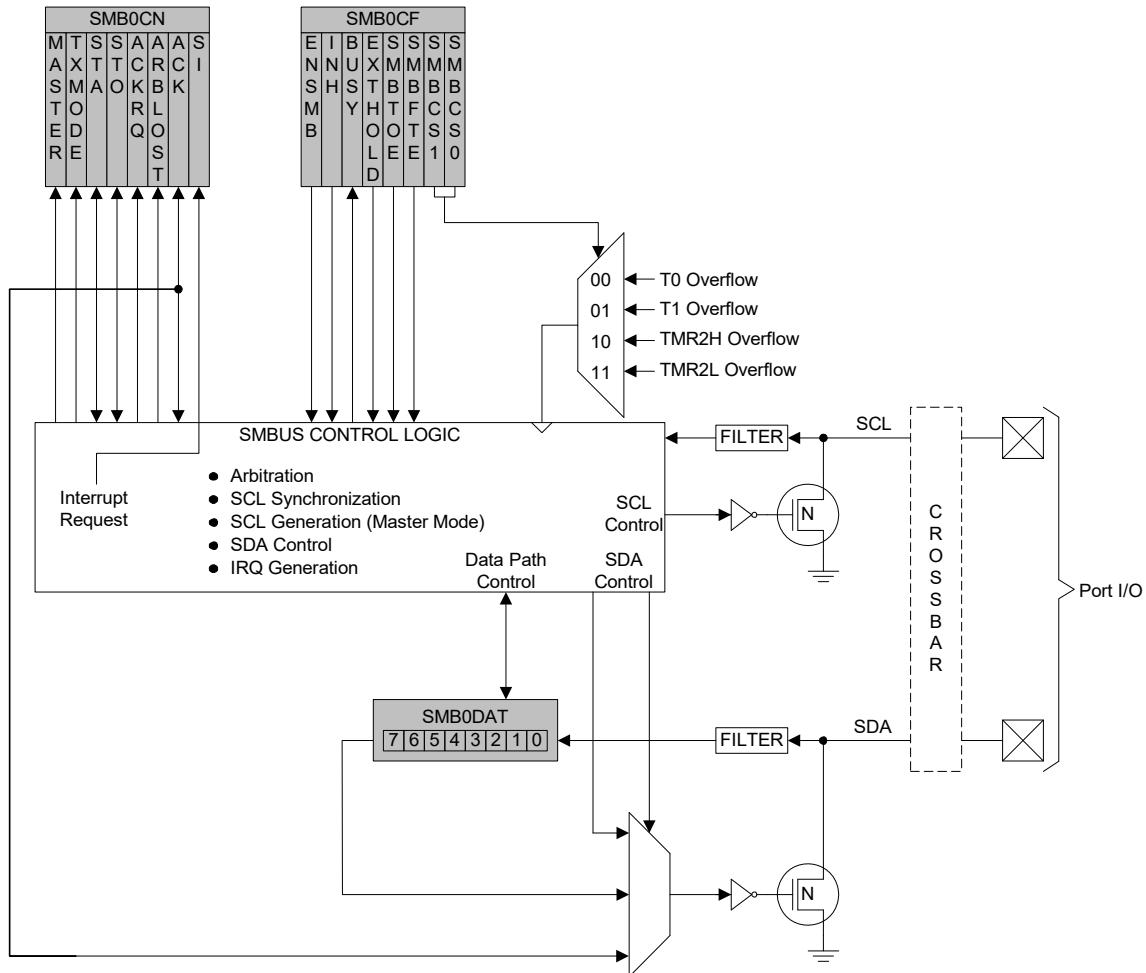 SMB0CN
MASTER
TXMODE
STA
STO
ACKRQ
ARBLOST
ACK
SI
SMB0CF
ENSMB
INH
BUSY
EXTHOLD
SMBTOE
SMBFTE
SMBCS1
SMBCS0
00
T0 Overflow
01
T1 Overflow
10
TMR2H Overflow
11
TMR2L Overflow
SMBUS CONTROL LOGIC
Interrupt
Request
● Arbitration
● SCL Synchronization
● SCL Generation (Master Mode)
● SDA Control
● IRQ Generation
SCL
Control
Data Path
Control
SDA
Control
FILTER
SCL
N
CROSSBAR
Port I/O
SMB0DAT
7 6 5 4 3 2 1 0
FILTER
SDA
N